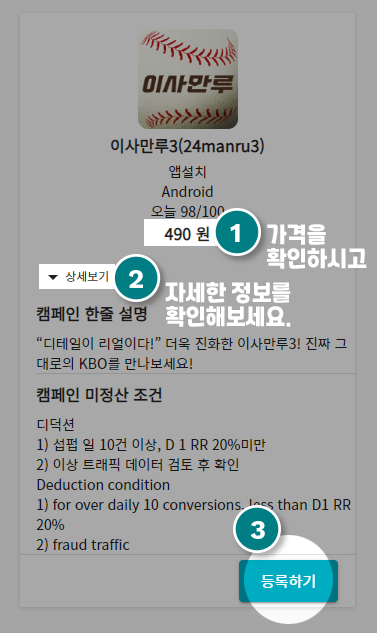 이사만루
이사만루3(24manru3)
앱설치
Android
오늘 98/100
490 원
1
가격을
확인하시고
상세보기
2
자세한 정보를
확인해보세요.
캠페인 한줄 설명
“디테일이 리얼이다!” 더욱 진화한 이사만루3! 진짜 그
대로의 KBO를 만나보세요!
캠페인 미정산 조건
디덕션
1) 섭펍 일 10건 이상, D 1 RR 20%미만
2) 이상 트래픽 데이터 검토 후 확인
Deduction condition
1) for over daily 10 conversions, less than D1 RR
20%
2) fraud traffic
3
등록하기